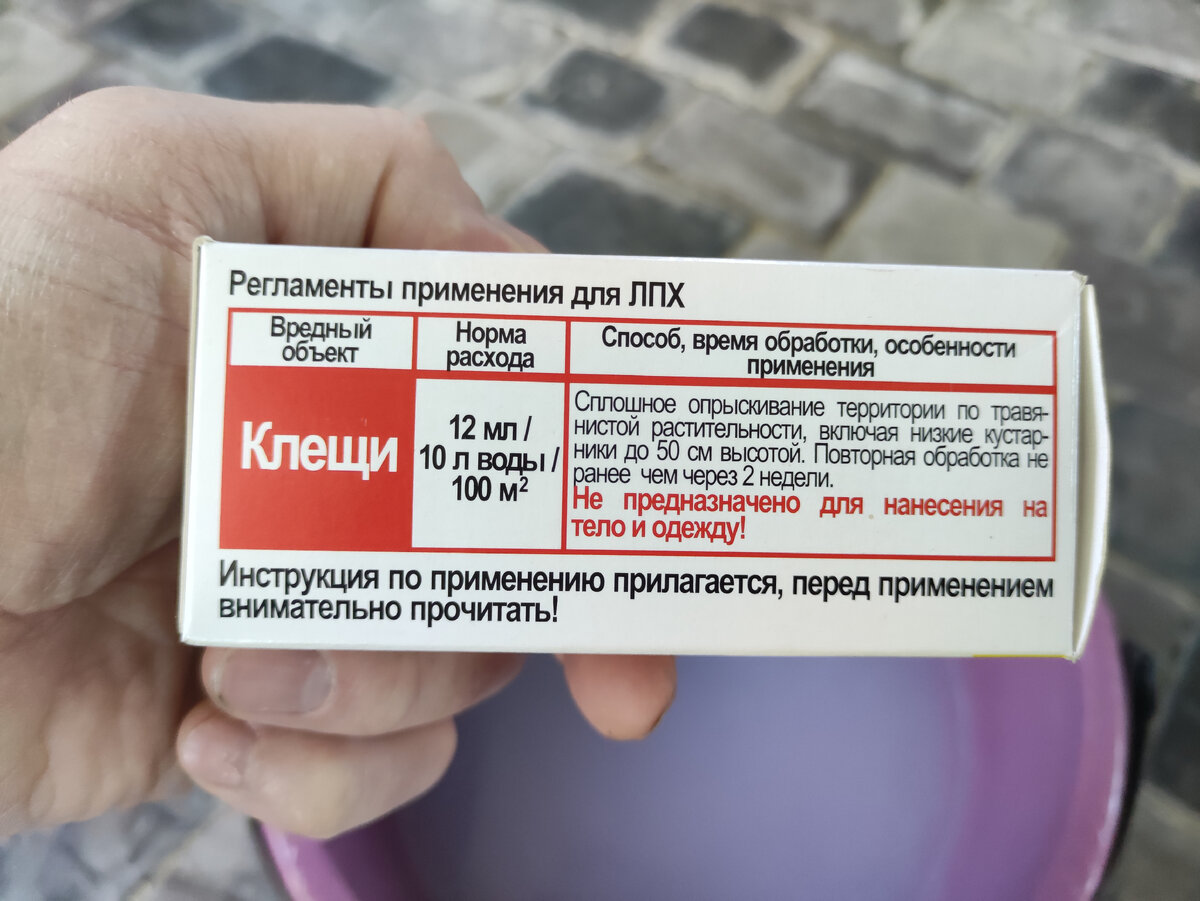 Регламенты применения для ЛПХ
Вредный
объект
Норма
расхода
Способ, время обработки, особенности
применения
Клещи
12 мл /
10 л воды /
100 м²
Сплошное опрыскивание территории по травя-
нистой растительности, включая низкие кустар-
ники до 50 см высотой. Повторная обработка не
ранее чем через 2 недели.
Не предназначено для нанесения на
тело и одежду!
Инструкция по применению прилагается, перед применением
внимательно прочитать!